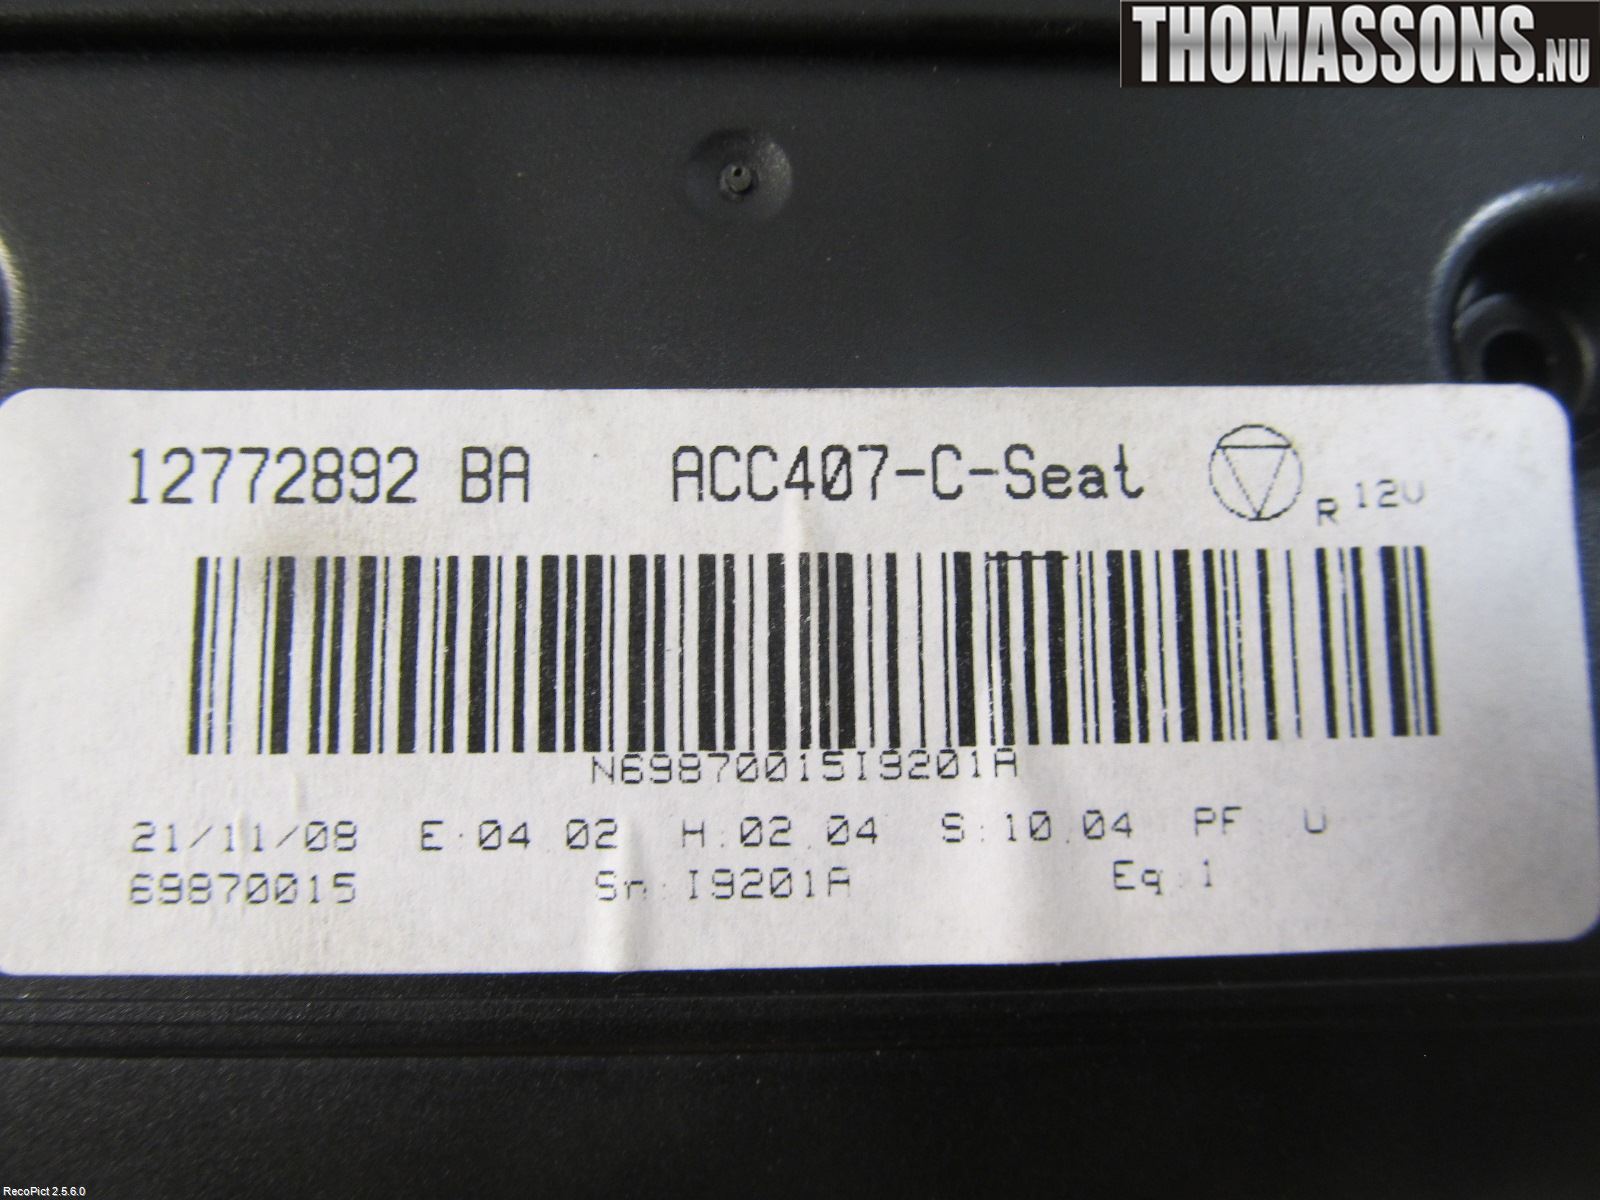 THOMASSONS.NU
12772892 BA ACC407-C-Seat R 12V
N69870015I9201A
21/11/08 E:04.02 H:02.04 S:10.04 PF U
69870015 Sn:I9201A Eq:1
RecoPict 2.5.6.0